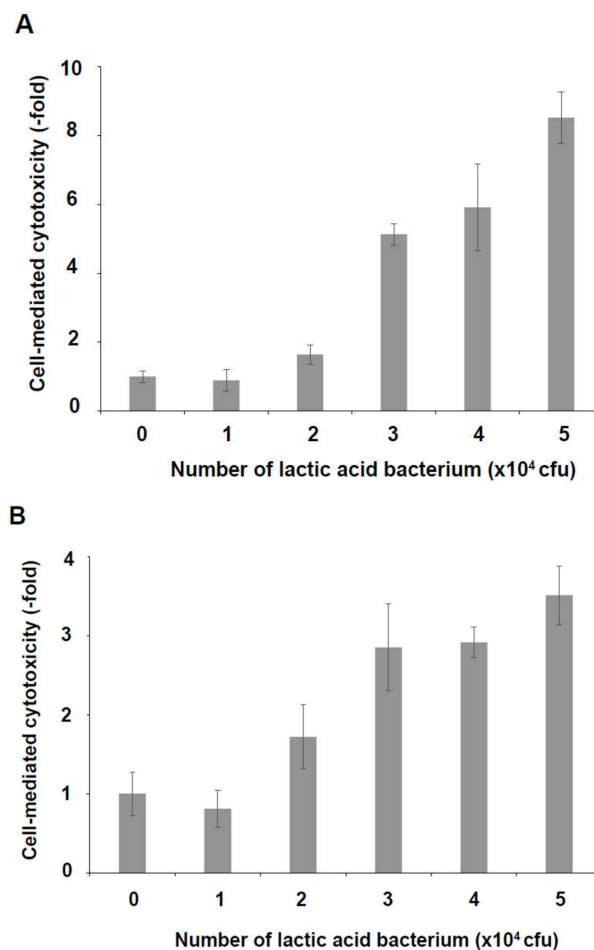 A
Cell-mediated cytotoxicity (-fold)
10
8
6
4
2
0
0 1 2 3 4 5
Number of lactic acid bacterium (x10⁴ cfu)
B
Cell-mediated cytotoxicity (-fold)
4
3
2
1
0
0 1 2 3 4 5
Number of lactic acid bacterium (x10⁴ cfu)